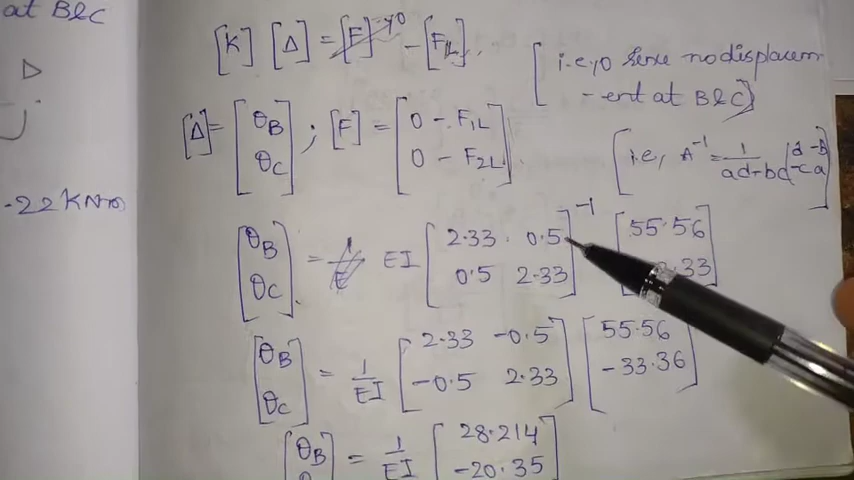 at B&C
[K] [Δ] = [F] →0 - [F_L].
[i.e., 0 since no displacem
-ent at B&C]
[Δ] = [θB θC] ; [F] = [0 - F1L
0 - F2L]
[i.e., A⁻¹ = 1/ad-bc (d -b
-c a)]
-22 KNm
[θB θC] = EI [2.33 0.5
0.5 2.33]⁻¹ [55.56
.33]
[θB θC] = 1/EI [2.33 -0.5
-0.5 2.33] [55.56
-33.36]
[θB = 1/EI [28.214
-20.35